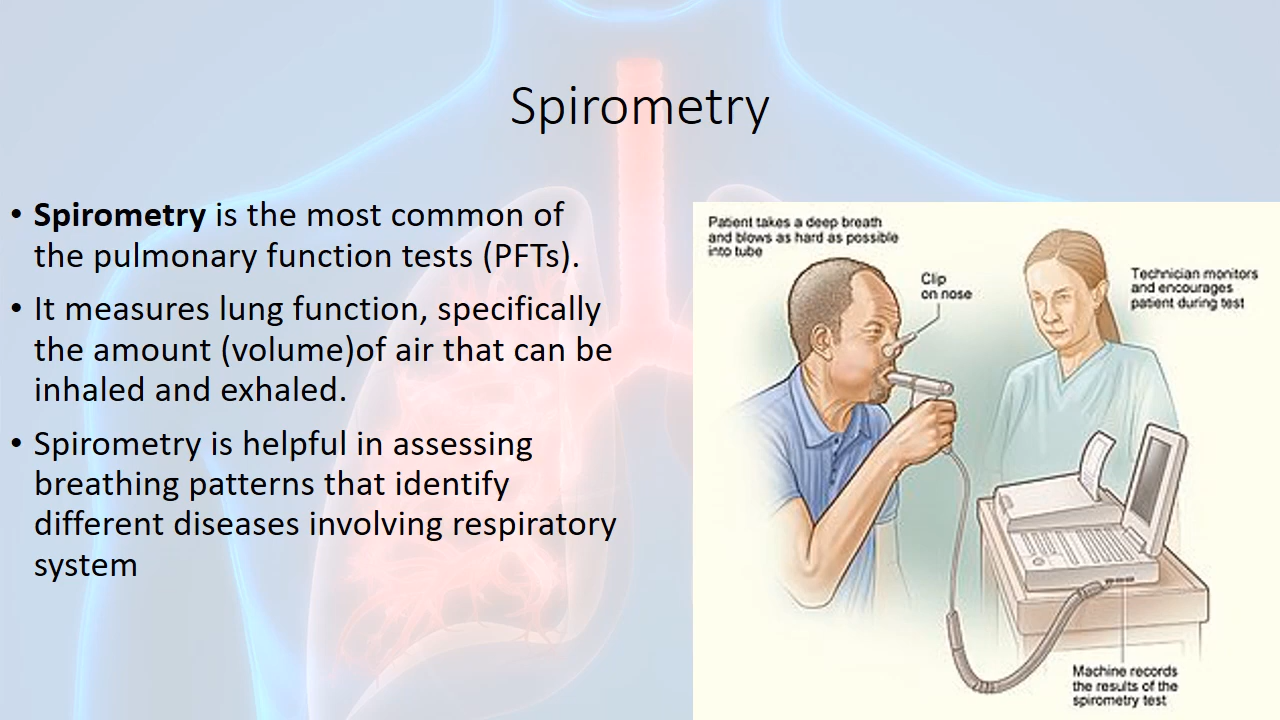 Spirometry
• Spirometry is the most common of
the pulmonary function tests (PFTs).
• It measures lung function, specifically
the amount (volume)of air that can be
inhaled and exhaled.
• Spirometry is helpful in assessing
breathing patterns that identify
different diseases involving respiratory
system
Patient takes a deep breath
and blows as hard as possible
into tube
Clip
on nose
Technician monitors
and encourages
patient during test
Machine records
the results of the
spirometry test